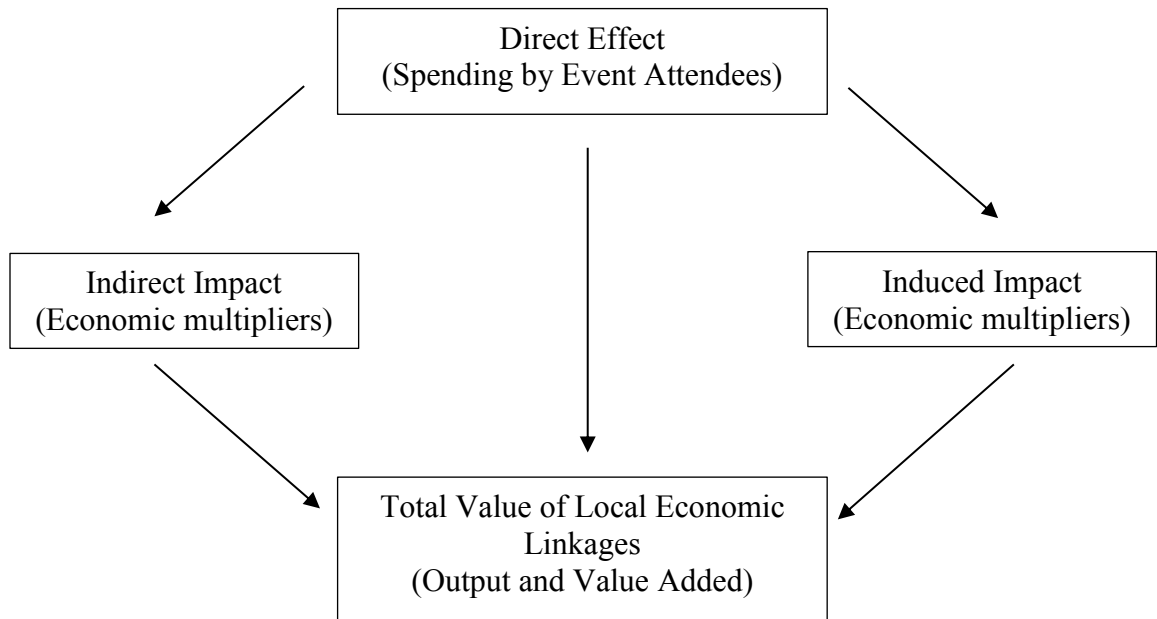 Direct Effect
(Spending by Event Attendees)
Indirect Impact
(Economic multipliers)
Induced Impact
(Economic multipliers)
Total Value of Local Economic
Linkages
(Output and Value Added)